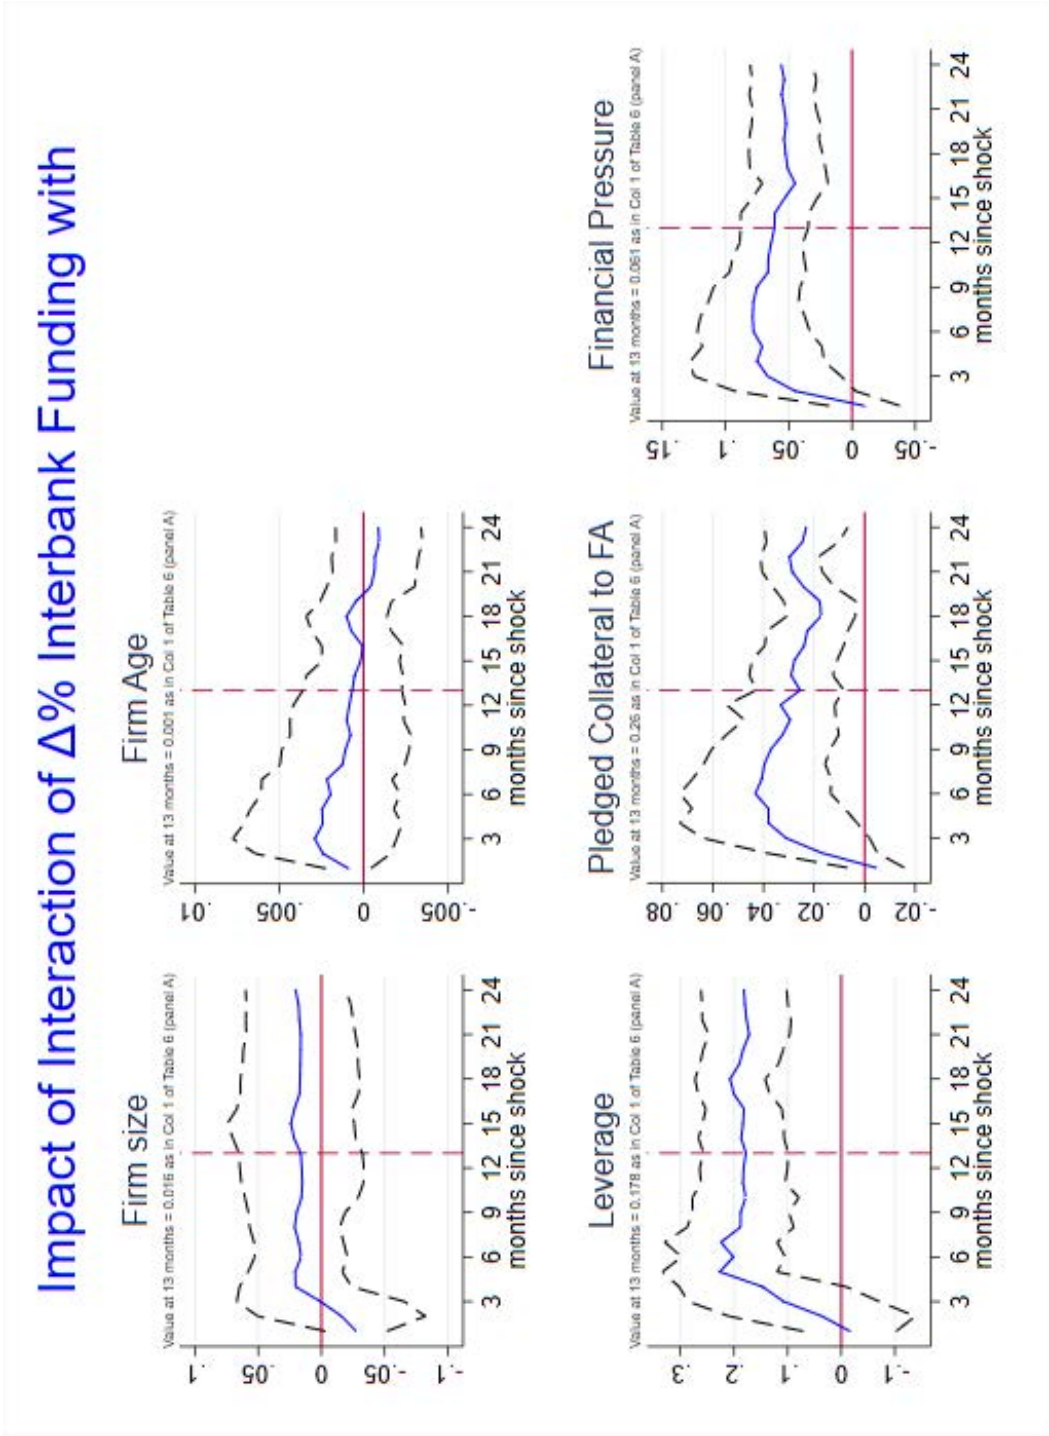 Impact of Interaction of Δ% Interbank Funding with
Firm size
Value at 13 months = 0.016 as in Col 1 of Table 6 (panel A)
.1
.05
0
-.05
-.1
3 6 9 12 15 18 21 24
months since shock
Firm Age
Value at 13 months = 0.001 as in Col 1 of Table 6 (panel A)
.01
.005
0
-.005
3 6 9 12 15 18 21 24
months since shock
Leverage
Value at 13 months = 0.178 as in Col 1 of Table 6 (panel A)
.3
.2
.1
0
-.1
3 6 9 12 15 18 21 24
months since shock
Pledged Collateral to FA
Value at 13 months = 0.26 as in Col 1 of Table 6 (panel A)
.08
.06
.04
.02
0
-.02
3 6 9 12 15 18 21 24
months since shock
Financial Pressure
Value at 13 months = 0.061 as in Col 1 of Table 6 (panel A)
.15
.1
.05
0
-.05
3 6 9 12 15 18 21 24
months since shock